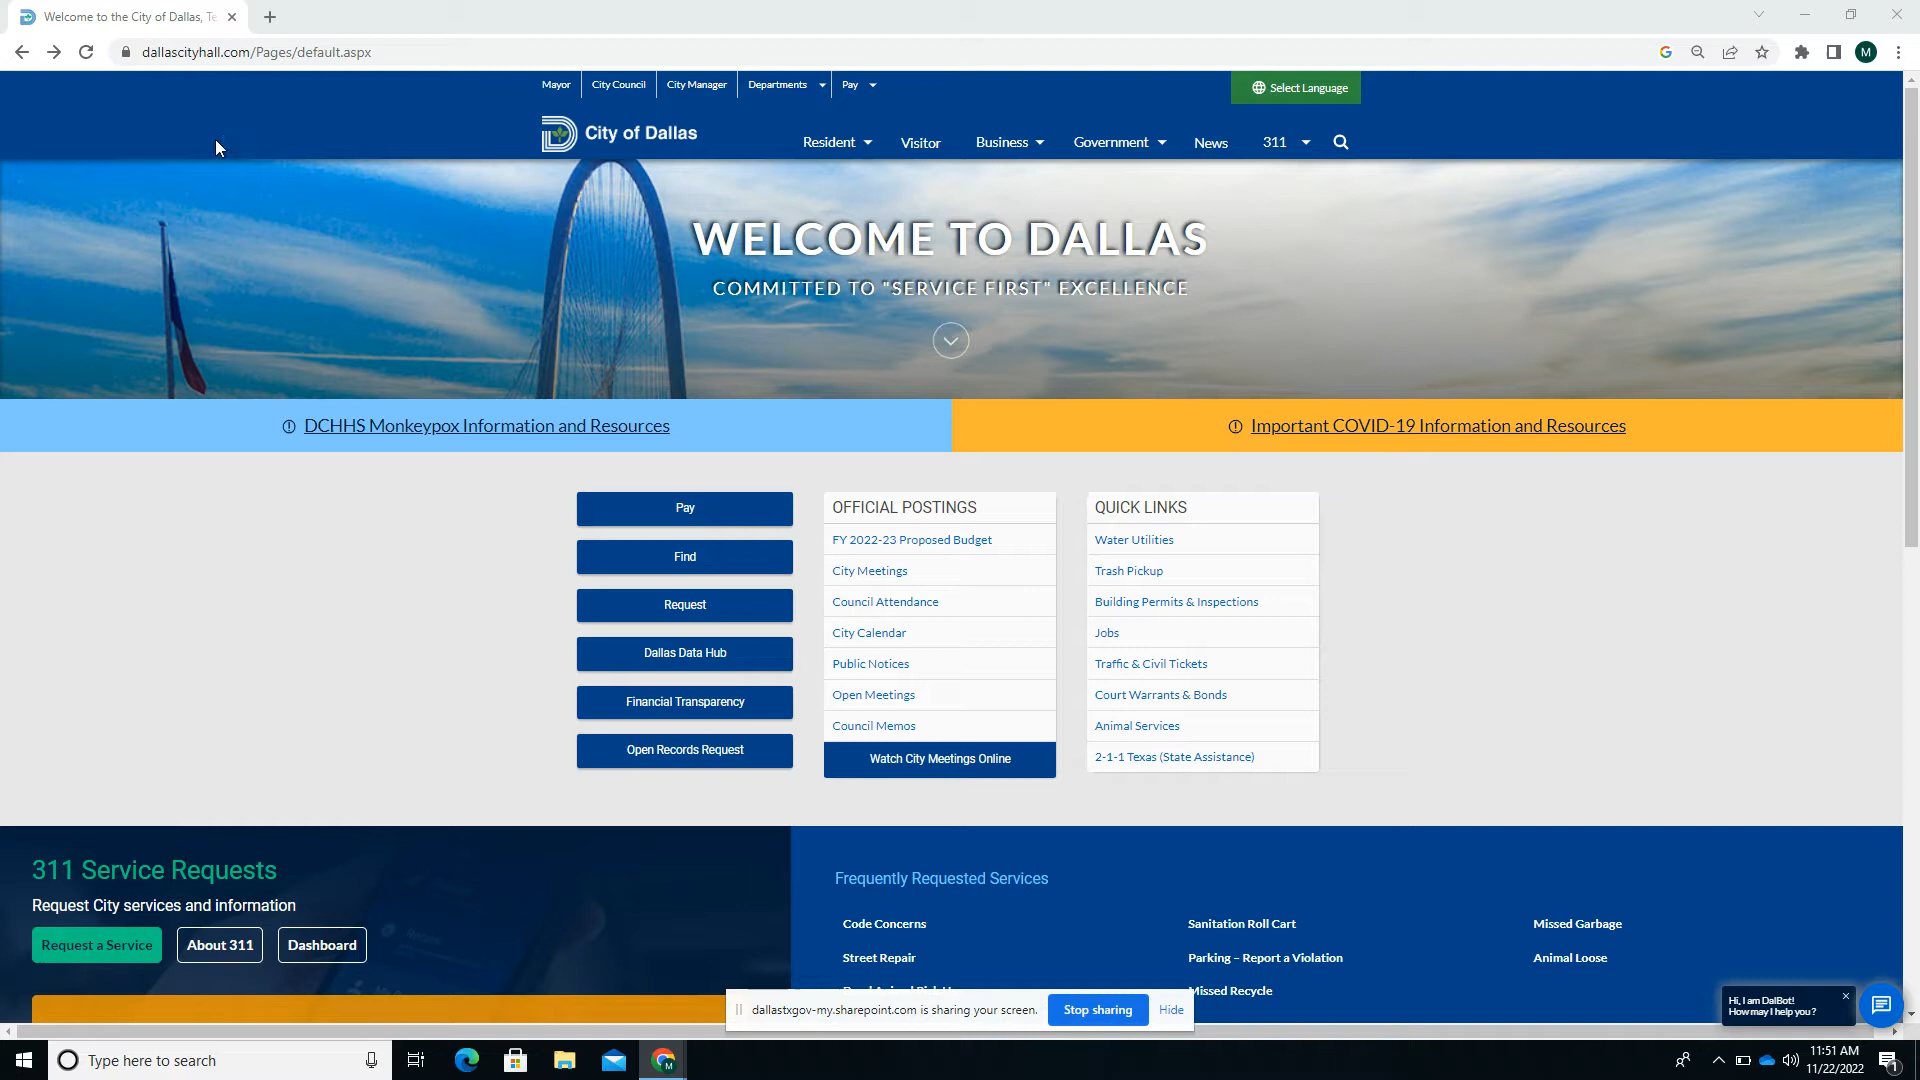 Welcome to the City of Dallas, Te
dallascityhall.com/Pages/default.aspx
M
Mayor
City Council
City Manager
Departments
Pay
Select Language
City of Dallas
Resident
Visitor
Business
Government
News
311
WELCOME TO DALLAS
COMMITTED TO "SERVICE FIRST" EXCELLENCE
DCHHS Monkeypox Information and Resources
Important COVID-19 Information and Resources
Pay
Find
Request
Dallas Data Hub
Financial Transparency
Open Records Request
OFFICIAL POSTINGS
FY 2022-23 Proposed Budget
City Meetings
Council Attendance
City Calendar
Public Notices
Open Meetings
Council Memos
Watch City Meetings Online
QUICK LINKS
Water Utilities
Trash Pickup
Building Permits & Inspections
Jobs
Traffic & Civil Tickets
Court Warrants & Bonds
Animal Services
2-1-1 Texas (State Assistance)
311 Service Requests
Request City services and information
Request a Service
About 311
Dashboard
Frequently Requested Services
Code Concerns
Sanitation Roll Cart
Missed Garbage
Street Repair
Parking – Report a Violation
Animal Loose
Missed Recycle
Hi, I am DalBot!
How may I help you ?
dallastxgov-my.sharepoint.com is sharing your screen.
Stop sharing
Hide
Type here to search
M
11:51 AM
11/22/2022
1